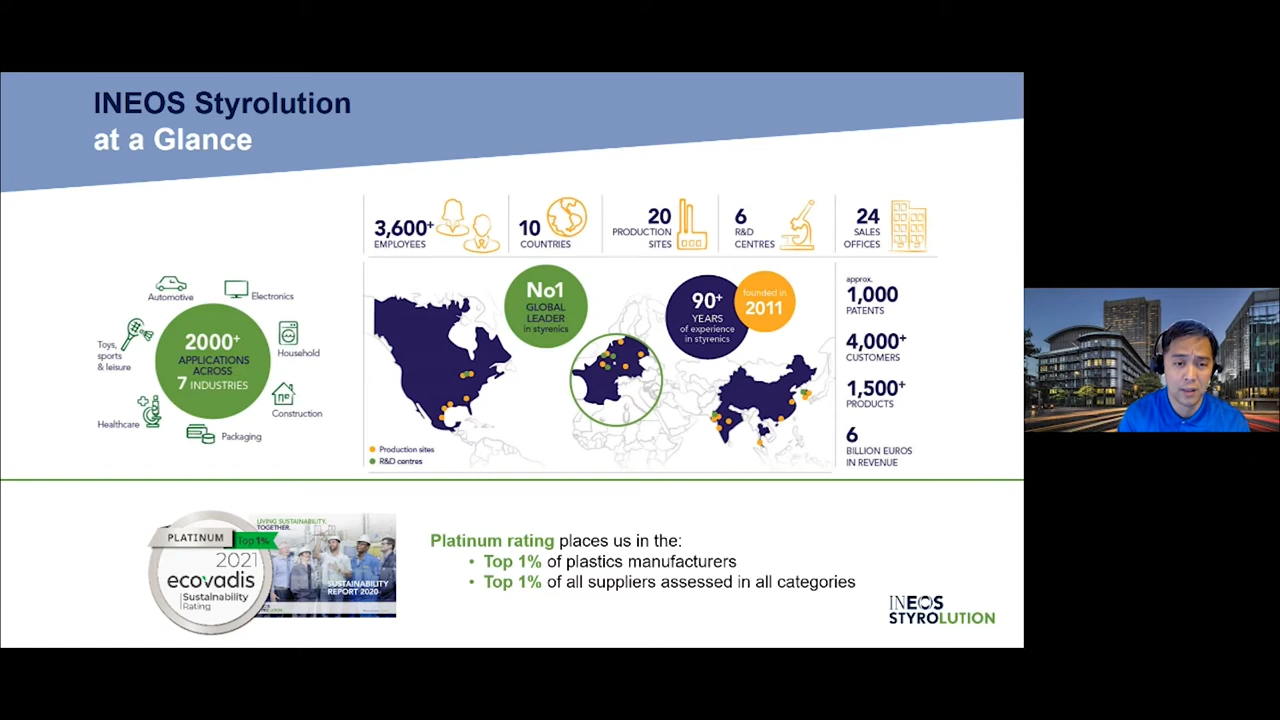 INEOS Styrolution
at a Glance
3,600+
EMPLOYEES
10
COUNTRIES
20
PRODUCTION
SITES
6
R&D
CENTRES
24
SALES
OFFICES
Automotive
Electronics
Toys,
sports
& leisure
Household
2000+
APPLICATIONS
ACROSS
7 INDUSTRIES
Construction
Healthcare
Packaging
No1
GLOBAL
LEADER
in styrenics
90+
YEARS
of experience
in styrenics
founded in
2011
Production sites
R&D centres
approx.
1,000
PATENTS
4,000+
CUSTOMERS
1,500+
PRODUCTS
6
BILLION EUROS
IN REVENUE
PLATINUM
Top 1%
2021
ecovadis
Sustainability
Rating
LIVING SUSTAINABILITY.
TOGETHER.
SUSTAINABILITY
REPORT 2020
Platinum rating places us in the:
• Top 1% of plastics manufacturers
• Top 1% of all suppliers assessed in all categories
INEOS
STYROLUTION